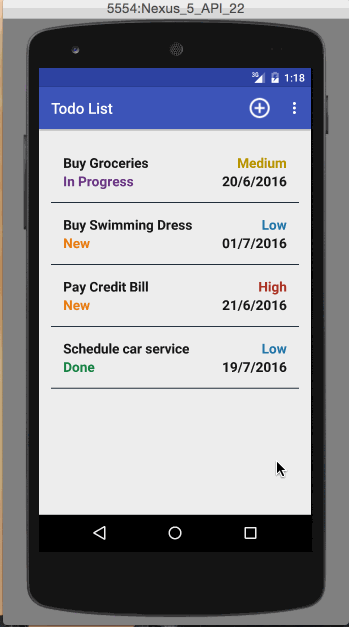 5554:Nexus_5_API_22
3G 1:18
Todo List
Buy Groceries Medium
In Progress 20/6/2016
Buy Swimming Dress Low
New 01/7/2016
Pay Credit Bill High
New 21/6/2016
Schedule car service Low
Done 19/7/2016